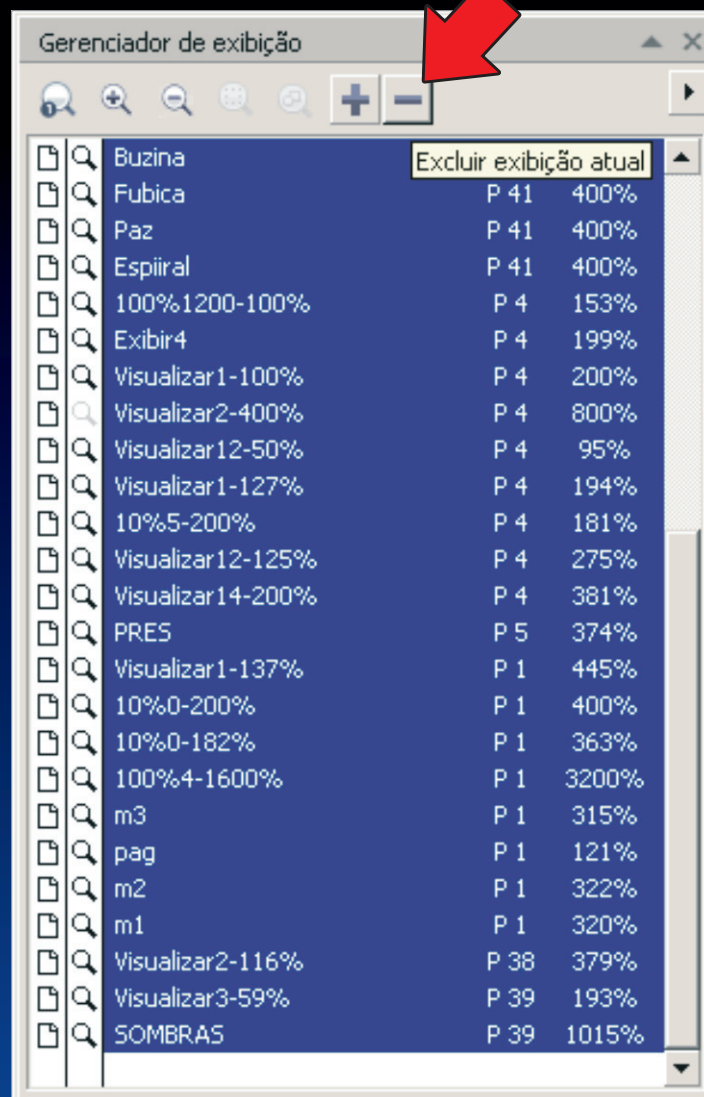 Gerenciador de exibição
1
Buzina
Excluir exibição atual
Fubica P 41 400%
Paz P 41 400%
Espiiral P 41 400%
100%1200-100% P 4 153%
Exibir4 P 4 199%
Visualizar1-100% P 4 200%
Visualizar2-400% P 4 800%
Visualizar12-50% P 4 95%
Visualizar1-127% P 4 194%
10%5-200% P 4 181%
Visualizar12-125% P 4 275%
Visualizar14-200% P 4 381%
PRES P 5 374%
Visualizar1-137% P 1 445%
10%0-200% P 1 400%
10%0-182% P 1 363%
100%4-1600% P 1 3200%
m3 P 1 315%
pag P 1 121%
m2 P 1 322%
m1 P 1 320%
Visualizar2-116% P 38 379%
Visualizar3-59% P 39 193%
SOMBRAS P 39 1015%